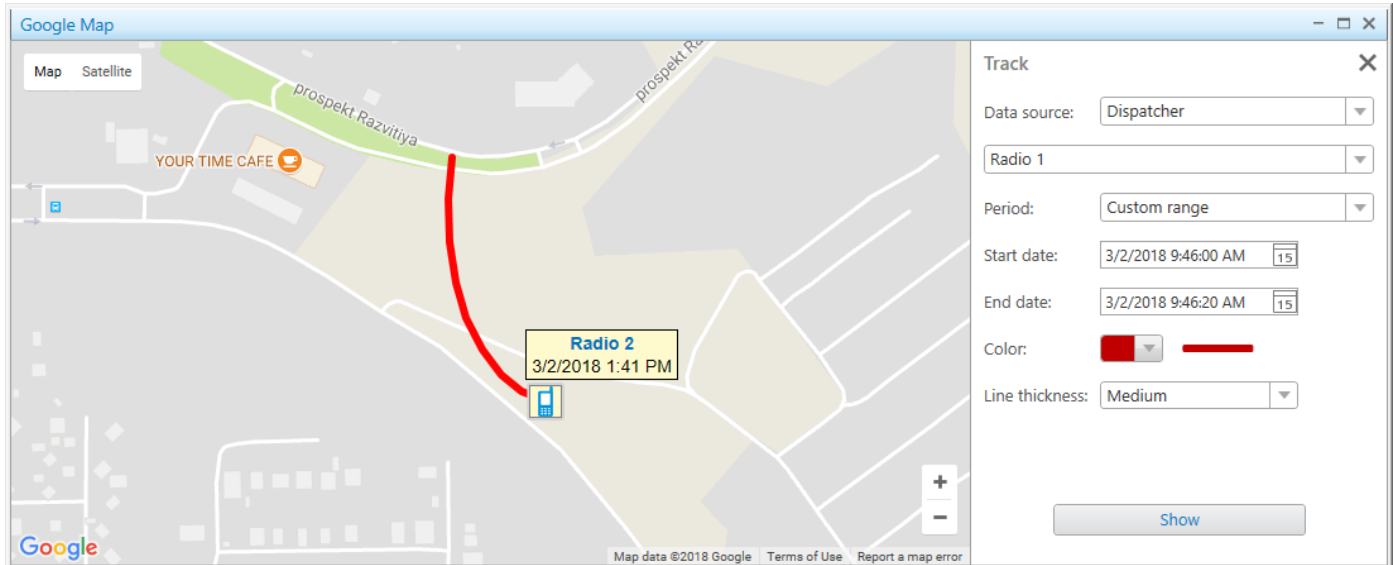 Google Map
Map Satellite
prospekt Razvitiya
prospekt Ra
YOUR TIME CAFE
Radio 2
3/2/2018 1:41 PM
Google
Map data ©2018 Google Terms of Use Report a map error
Track
Data source: Dispatcher
Radio 1
Period: Custom range
Start date: 3/2/2018 9:46:00 AM 15
End date: 3/2/2018 9:46:20 AM 15
Color:
Line thickness: Medium
Show